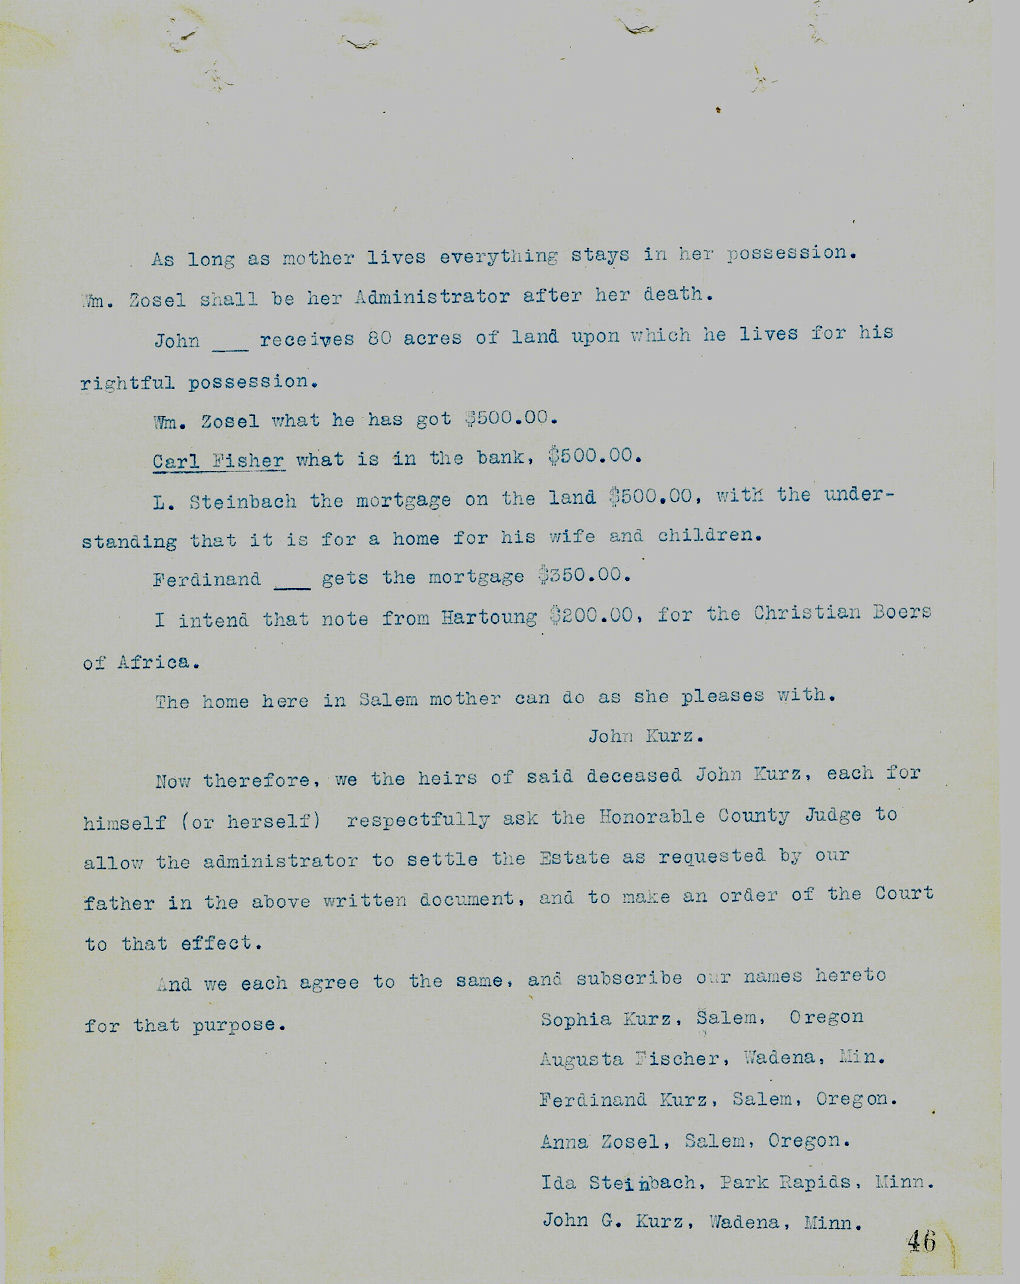 As long as mother lives everything stays in her possession.
Wm. Zosel shall be her Administrator after her death.
John ___ receives 80 acres of land upon which he lives for his
rightful possession.
Wm. Zosel what he has got $500.00.
Carl Fisher what is in the bank, $500.00.
L. Steinbach the mortgage on the land $500.00, with the under-
standing that it is for a home for his wife and children.
Ferdinand ___ gets the mortgage $350.00.
I intend that note from Hartoung $200.00, for the Christian Boers
of Africa.
The home here in Salem mother can do as she pleases with.
John Kurz.
Now therefore, we the heirs of said deceased John Kurz, each for
himself (or herself) respectfully ask the Honorable County Judge to
allow the administrator to settle the Estate as requested by our
father in the above written document, and to make an order of the Court
to that effect.
And we each agree to the same, and subscribe our names hereto
for that purpose.
Sophia Kurz, Salem, Oregon
Augusta Fischer, Wadena, Min.
Ferdinand Kurz, Salem, Oregon.
Anna Zosel, Salem, Oregon.
Ida Steinbach, Park Rapids, Minn.
John G. Kurz, Wadena, Minn.
46